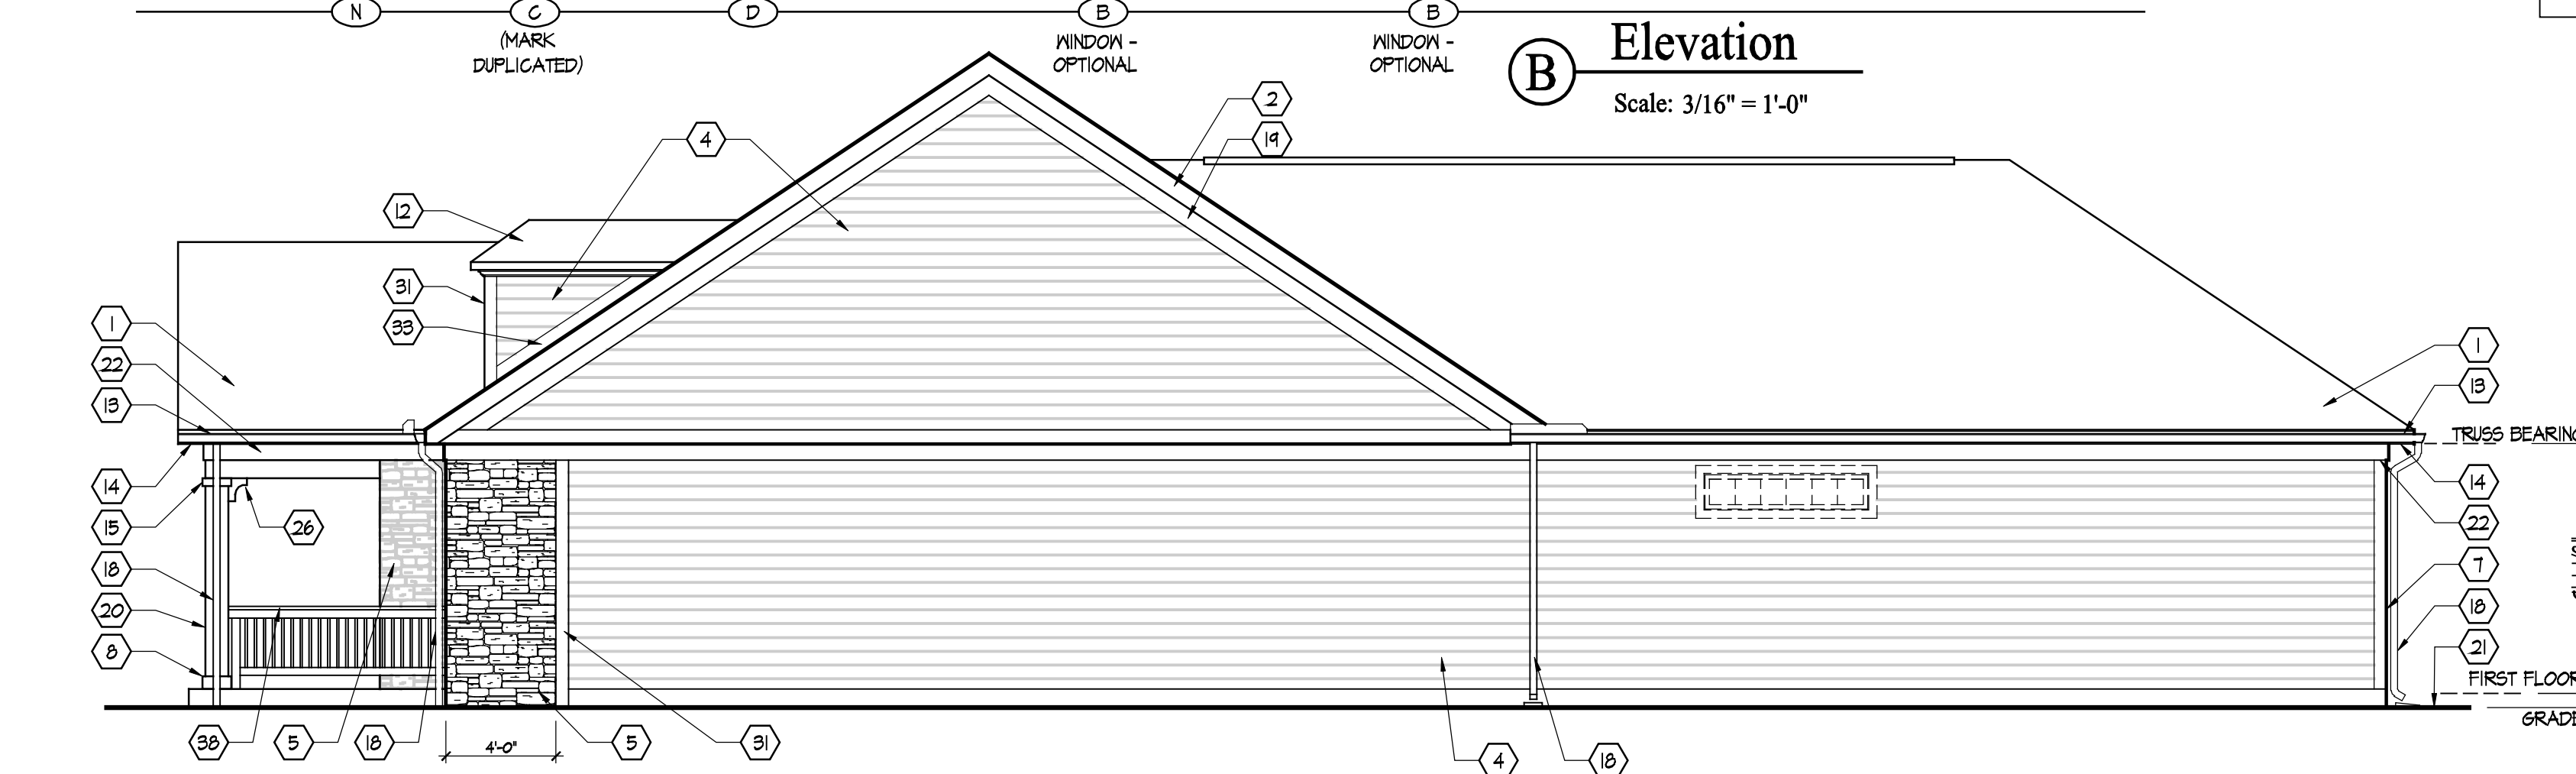 N
C
D
B
B
(MARK
DUPLICATED)
WINDOW -
OPTIONAL
WINDOW -
OPTIONAL
B
Elevation
Scale: 3/16" = 1'-0"
2
19
4
12
31
33
1
22
13
14
15
26
18
20
8
1
13
TRUSS BEARING
14
22
7
18
21
FIRST FLOOR
GRADE
38
5
18
4'-0"
5
31
4
18